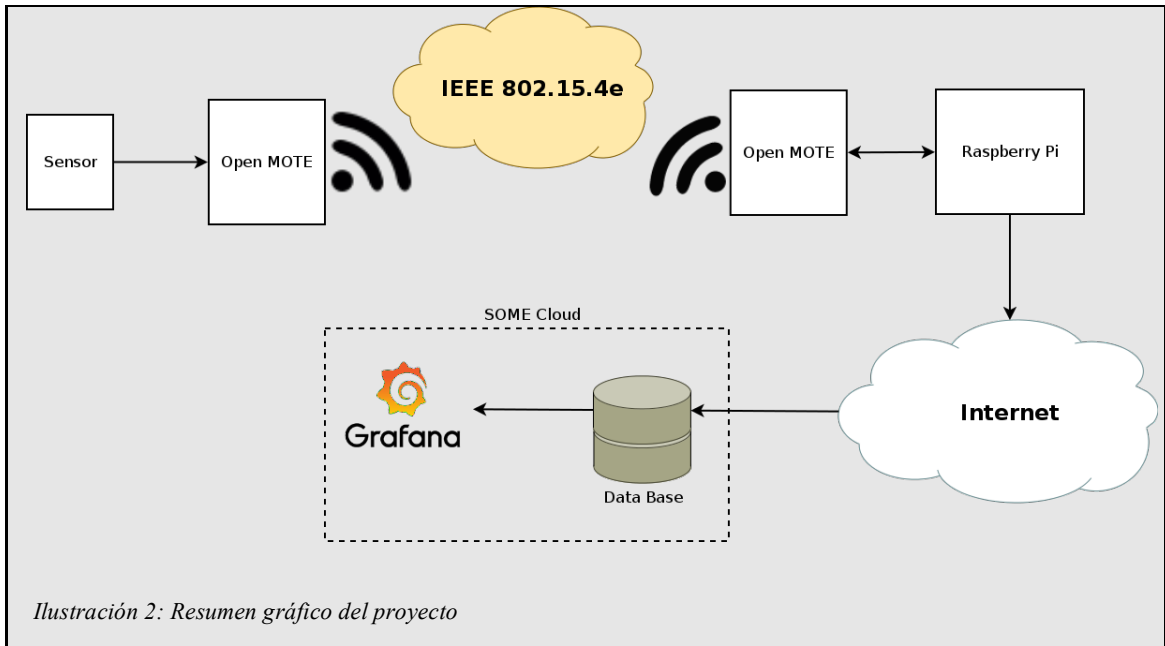 IEEE 802.15.4e
Sensor
Open MOTE
Open MOTE
Raspberry Pi
SOME Cloud
Grafana
Data Base
Internet
Ilustración 2: Resumen gráfico del proyecto